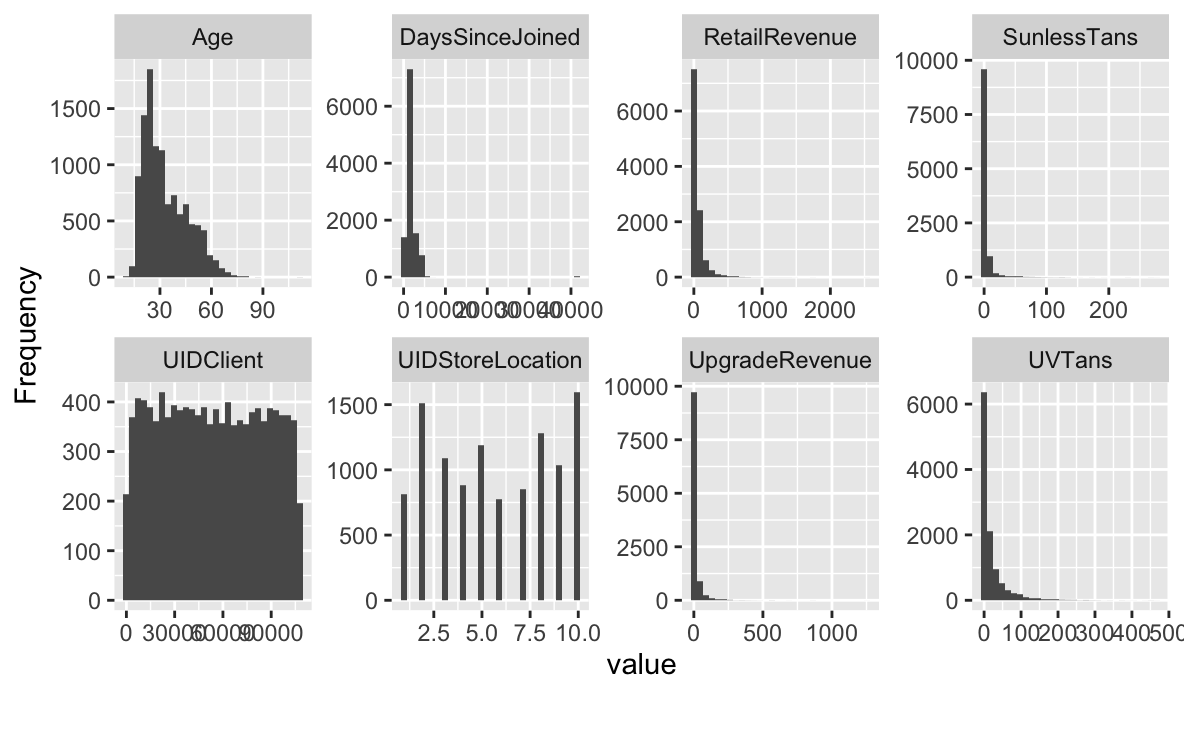 Age DaysSinceJoined RetailRevenue SunlessTans
1500
1000
500
0
30 60 90
6000
4000
2000
0
0 10000 20000 30000 40000
6000
4000
2000
0
0 1000 2000
10000
7500
5000
2500
0
0 100 200
Frequency
UIDClient UIDStoreLocation UpgradeRevenue UVTans
400
300
200
100
0
0 30000 60000 90000
1500
1000
500
0
2.5 5.0 7.5 10.0
10000
7500
5000
2500
0
0 500 1000
6000
4000
2000
0
0 100 200 300 400 500
value